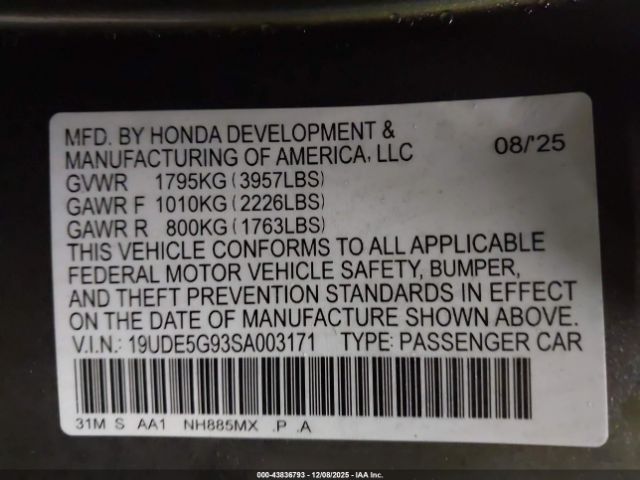 MFD. BY HONDA DEVELOPMENT &
MANUFACTURING OF AMERICA, LLC 08/'25
GVWR 1795KG (3957LBS)
GAWR F 1010KG (2226LBS)
GAWR R 800KG (1763LBS)
THIS VEHICLE CONFORMS TO ALL APPLICABLE
FEDERAL MOTOR VEHICLE SAFETY, BUMPER,
AND THEFT PREVENTION STANDARDS IN EFFECT
ON THE DATE OF MANUFACTURE SHOWN ABOVE.
V.I.N.: 19UDE5G93SA003171 TYPE: PASSENGER CAR
31M S AA1 NH885MX .P .A
000-43836793 - 12/08/2025 - IAA Inc.